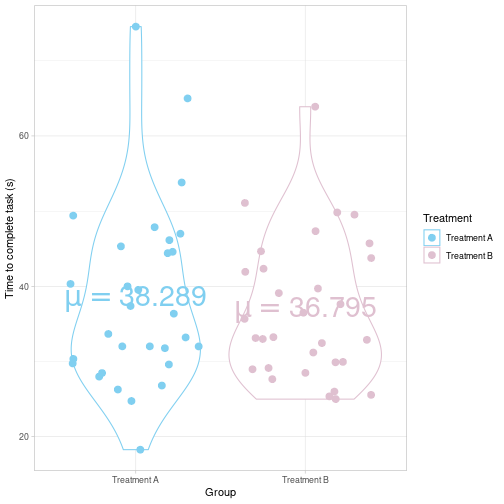 Time to complete task (s)
60
40
20
μ = 38.289
μ = 36.795
Treatment A
Treatment B
Group
Treatment
Treatment A
Treatment B